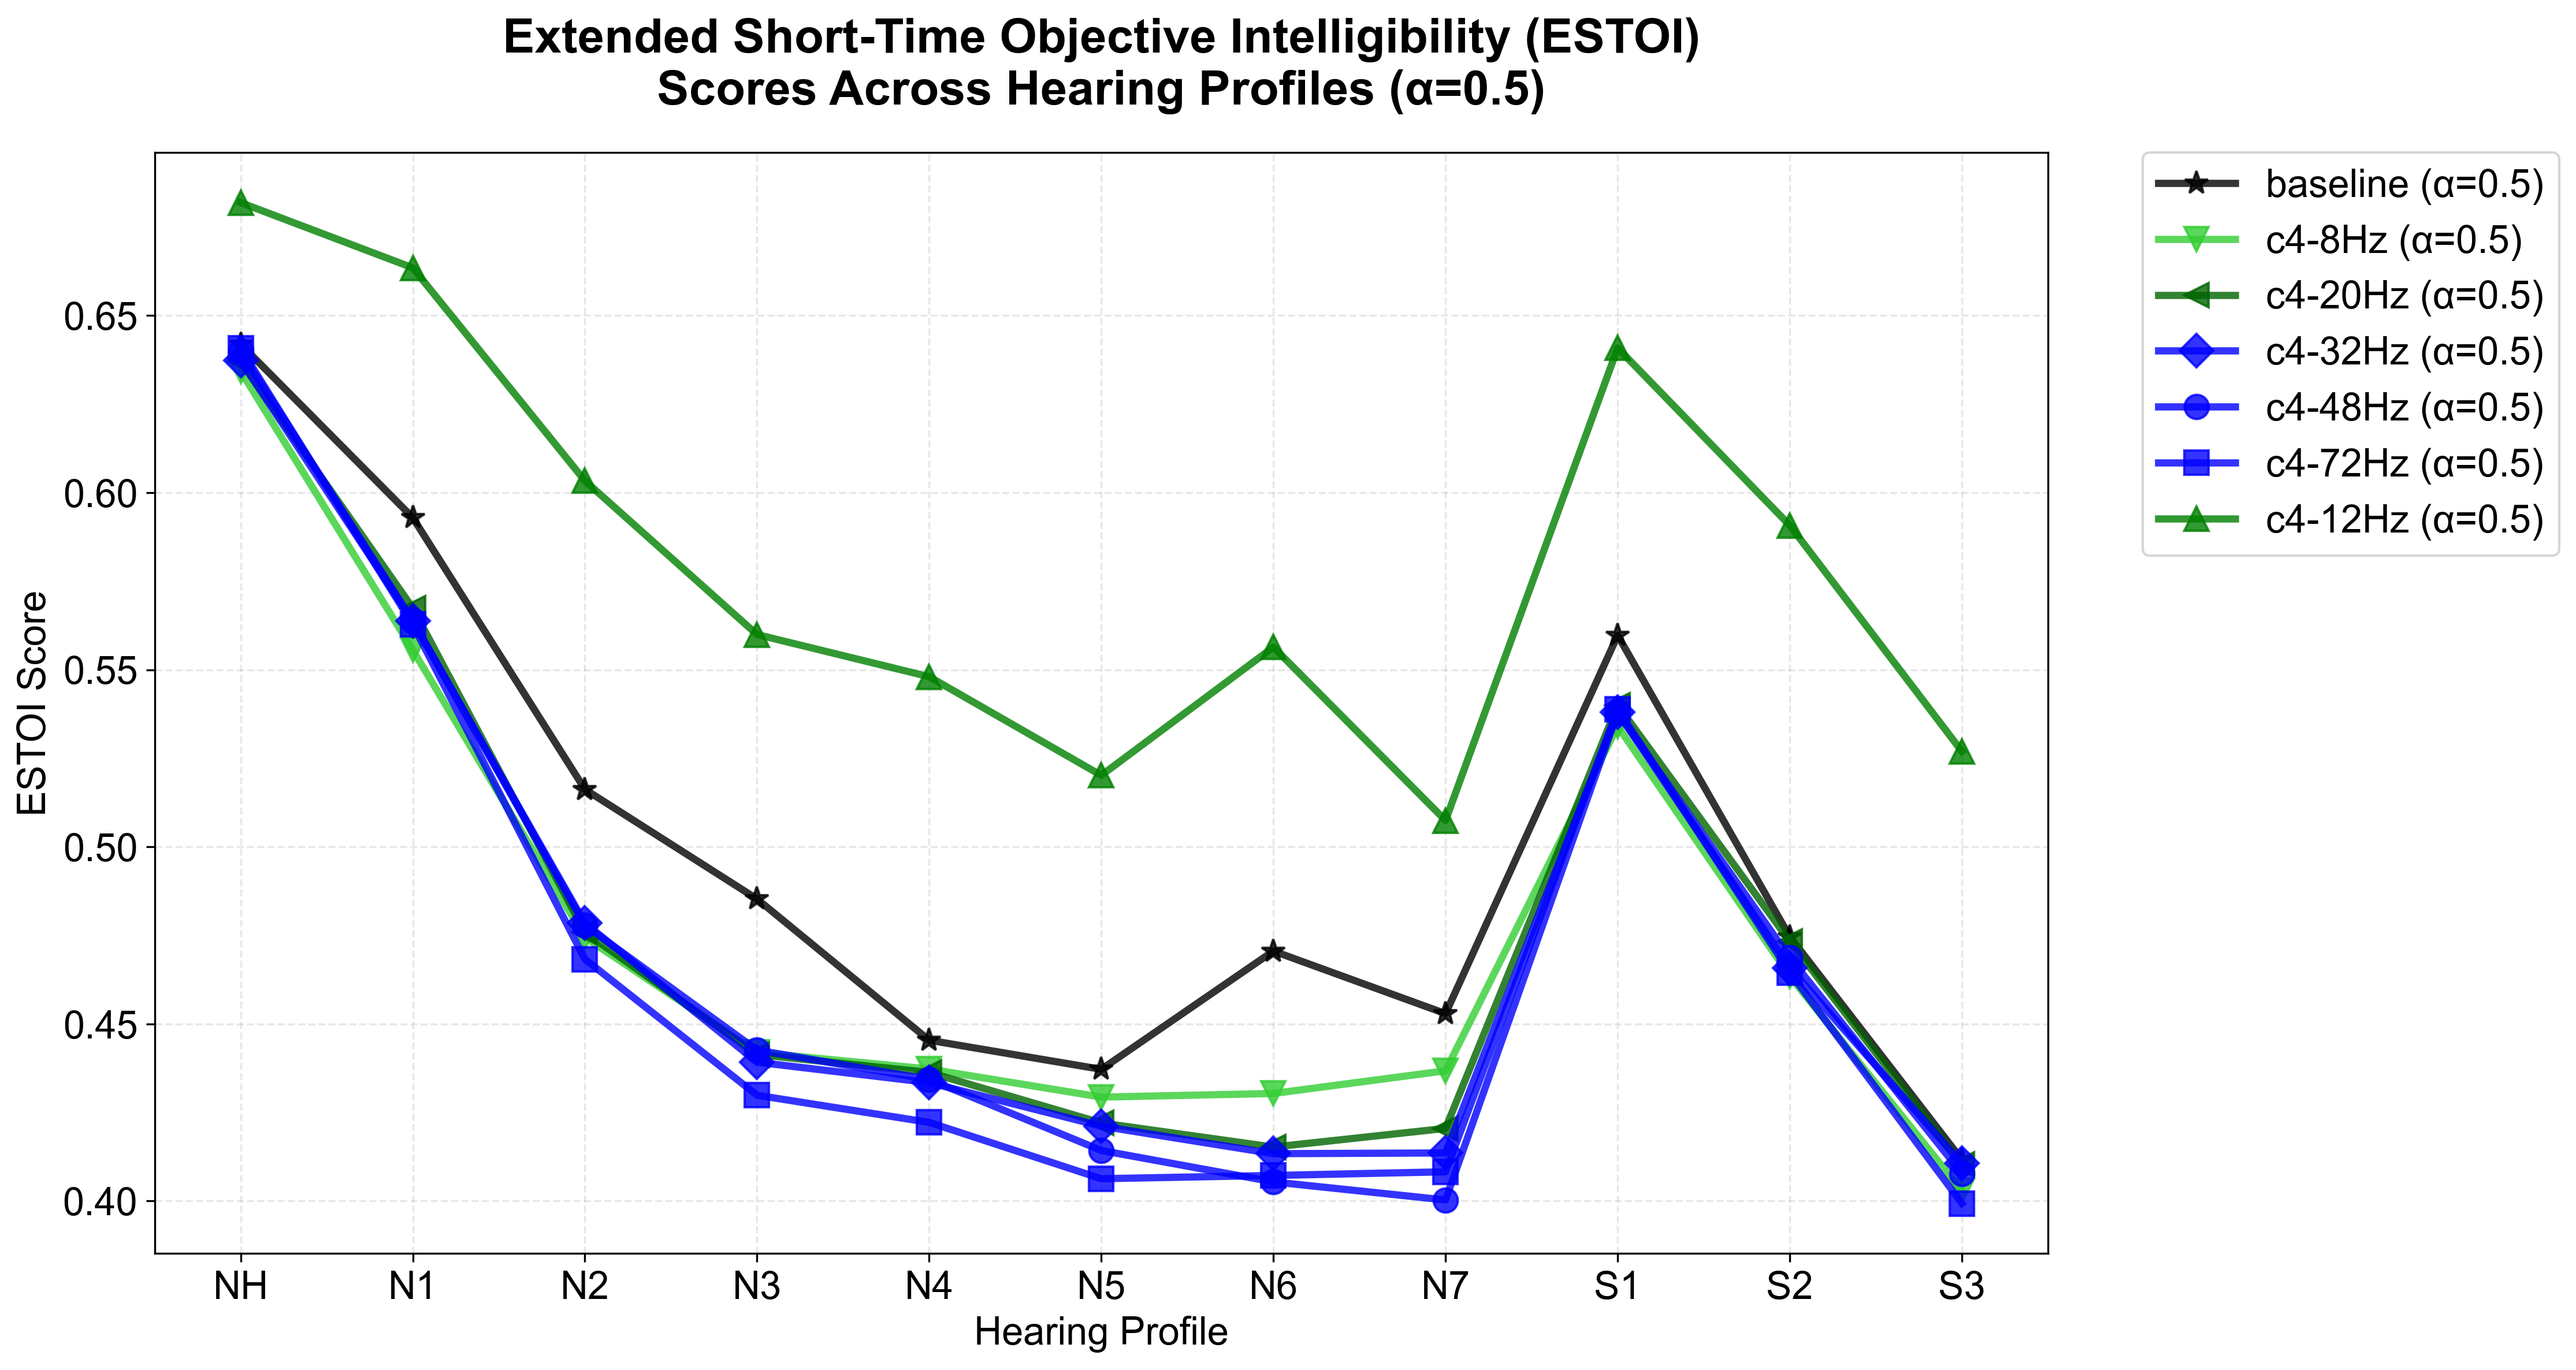 Extended Short-Time Objective Intelligibility (ESTOI)
Scores Across Hearing Profiles (α=0.5)
baseline (α=0.5)
c4-8Hz (α=0.5)
c4-20Hz (α=0.5)
c4-32Hz (α=0.5)
c4-48Hz (α=0.5)
c4-72Hz (α=0.5)
c4-12Hz (α=0.5)
ESTOI Score
0.65
0.60
0.55
0.50
0.45
0.40
NH N1 N2 N3 N4 N5 N6 N7 S1 S2 S3
Hearing Profile